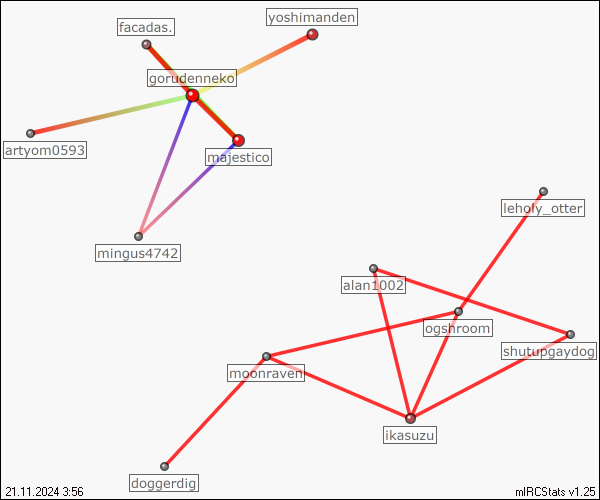 yoshimanden
facadas.
gorudenneko
artyom0593
majestico
mingus4742
leholy_otter
alan1002
ogshroom
shutupgaydog
moonraven
ikasuzu
doggerdig
21.11.2024 3:56
mIRCStats v1.25